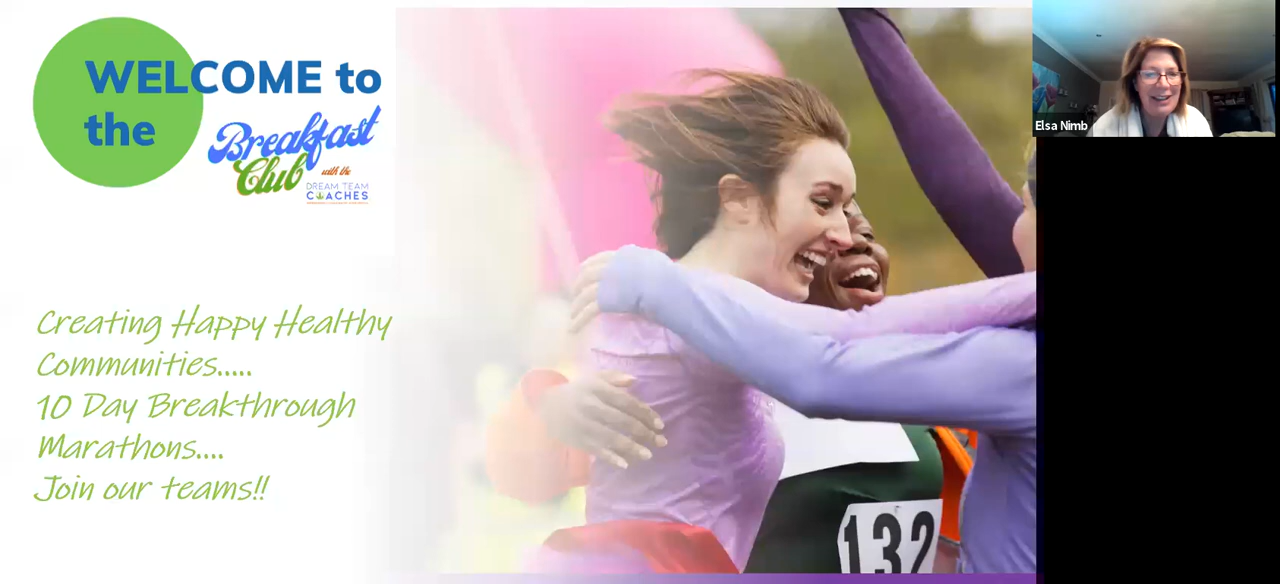 WELCOME to
the
Breakfast
Club
with the
DREAM TEAM
COACHES
Creating Happy Healthy
Communities.....
10 Day Breakthrough
Marathons....
Join our teams!!
132
Elsa Nimb